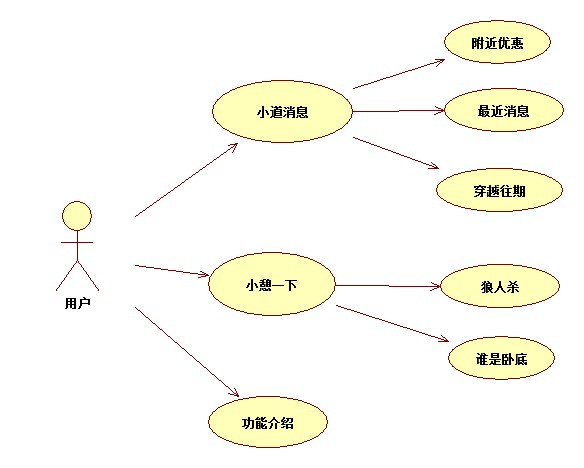 附近优惠
小道消息
最近消息
穿越往期
用户
小憩一下
狼人杀
谁是卧底
功能介绍